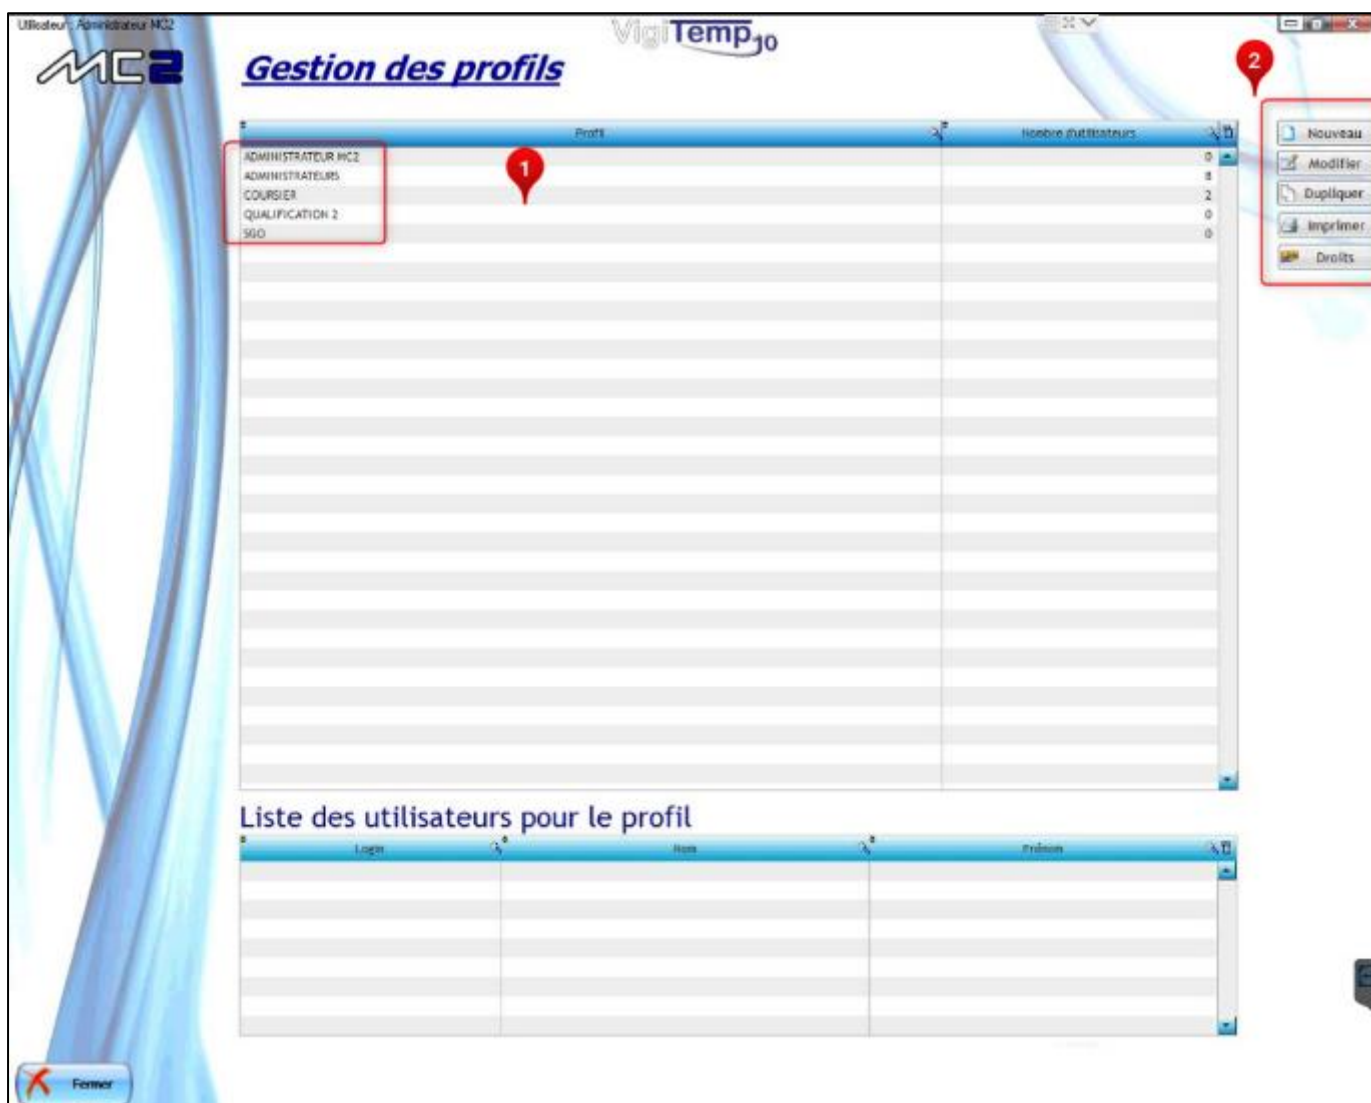 Utilisateur : Administrateur MC2
MC2
VigiTemp10
Gestion des profils
2
Profil
Nombre d'utilisateurs
ADMINISTRATEUR MC2 0
ADMINISTRATEURS 8
COURSIER 2
QUALIFICATION 2 0
SGO 0
1
Nouveau
Modifier
Dupliquer
Imprimer
Droits
Liste des utilisateurs pour le profil
Login
Nom
Prénom
Fermer